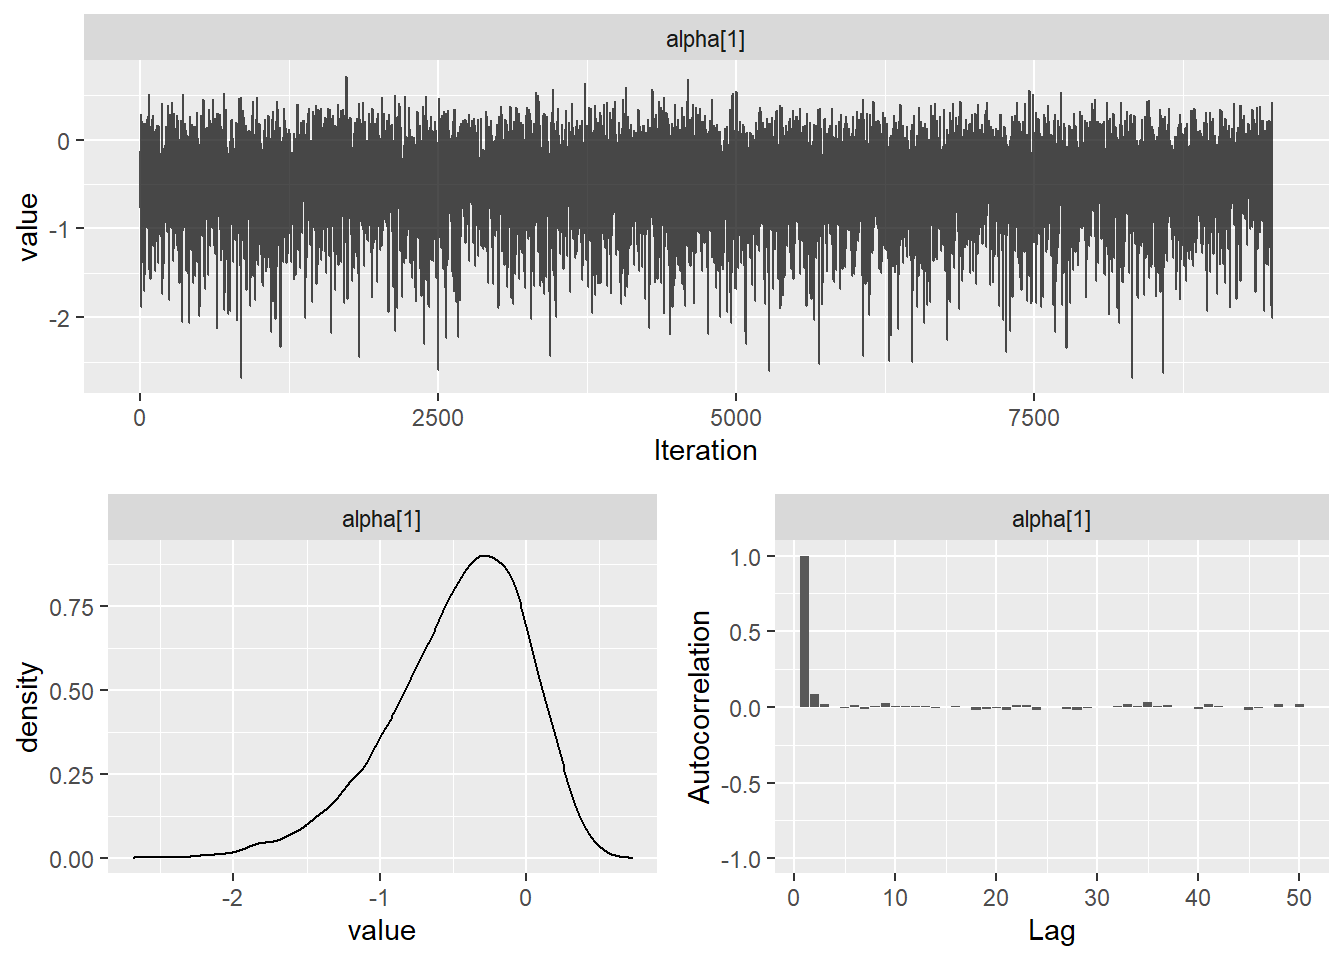 alpha[1]
value
0
-1
-2
0 2500 5000 7500
Iteration
alpha[1]
density
0.75
0.50
0.25
0.00
-2 -1 0
value
alpha[1]
Autocorrelation
1.0
0.5
0.0
-0.5
-1.0
0 10 20 30 40 50
Lag